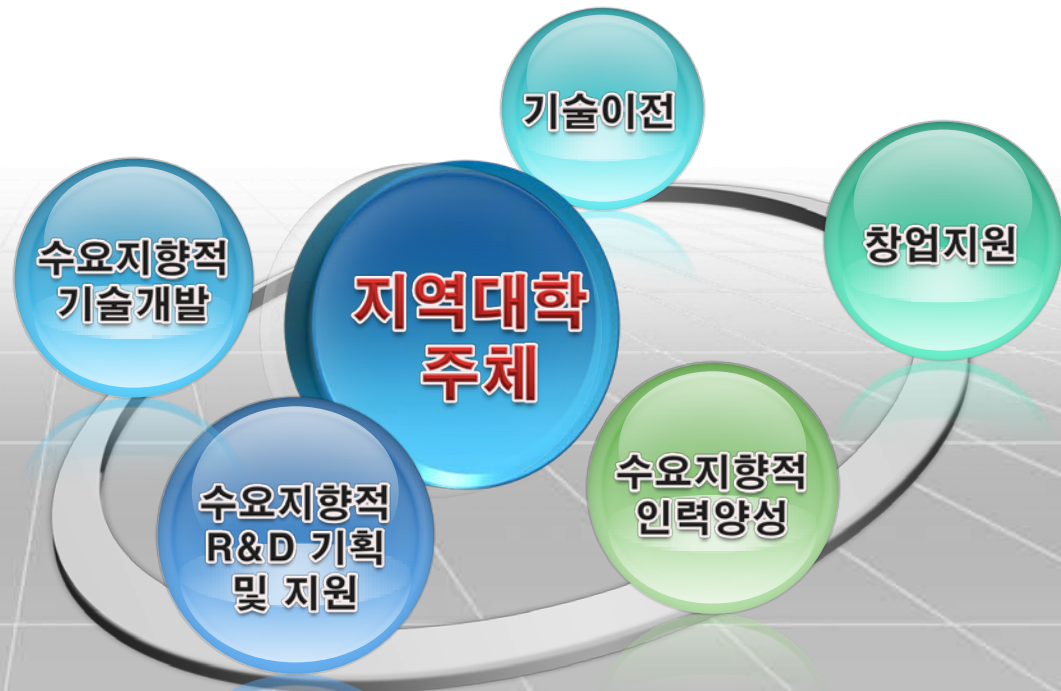 기술이전
창업지원
수요지향적
기술개발
지역대학
주체
수요지향적
인력양성
수요지향적
R&D 기획
및 지원